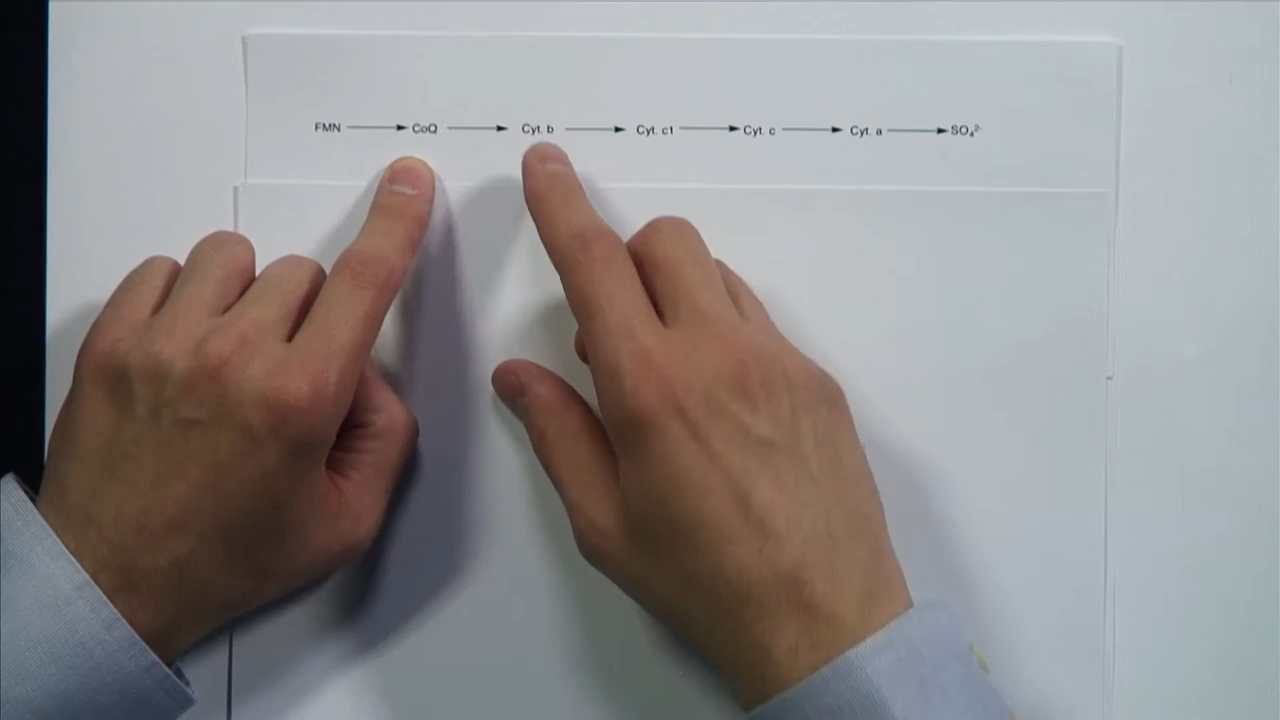 FMN → CoQ → Cyt. b → Cyt. c1 → Cyt. c → Cyt. a → SO₄²⁻